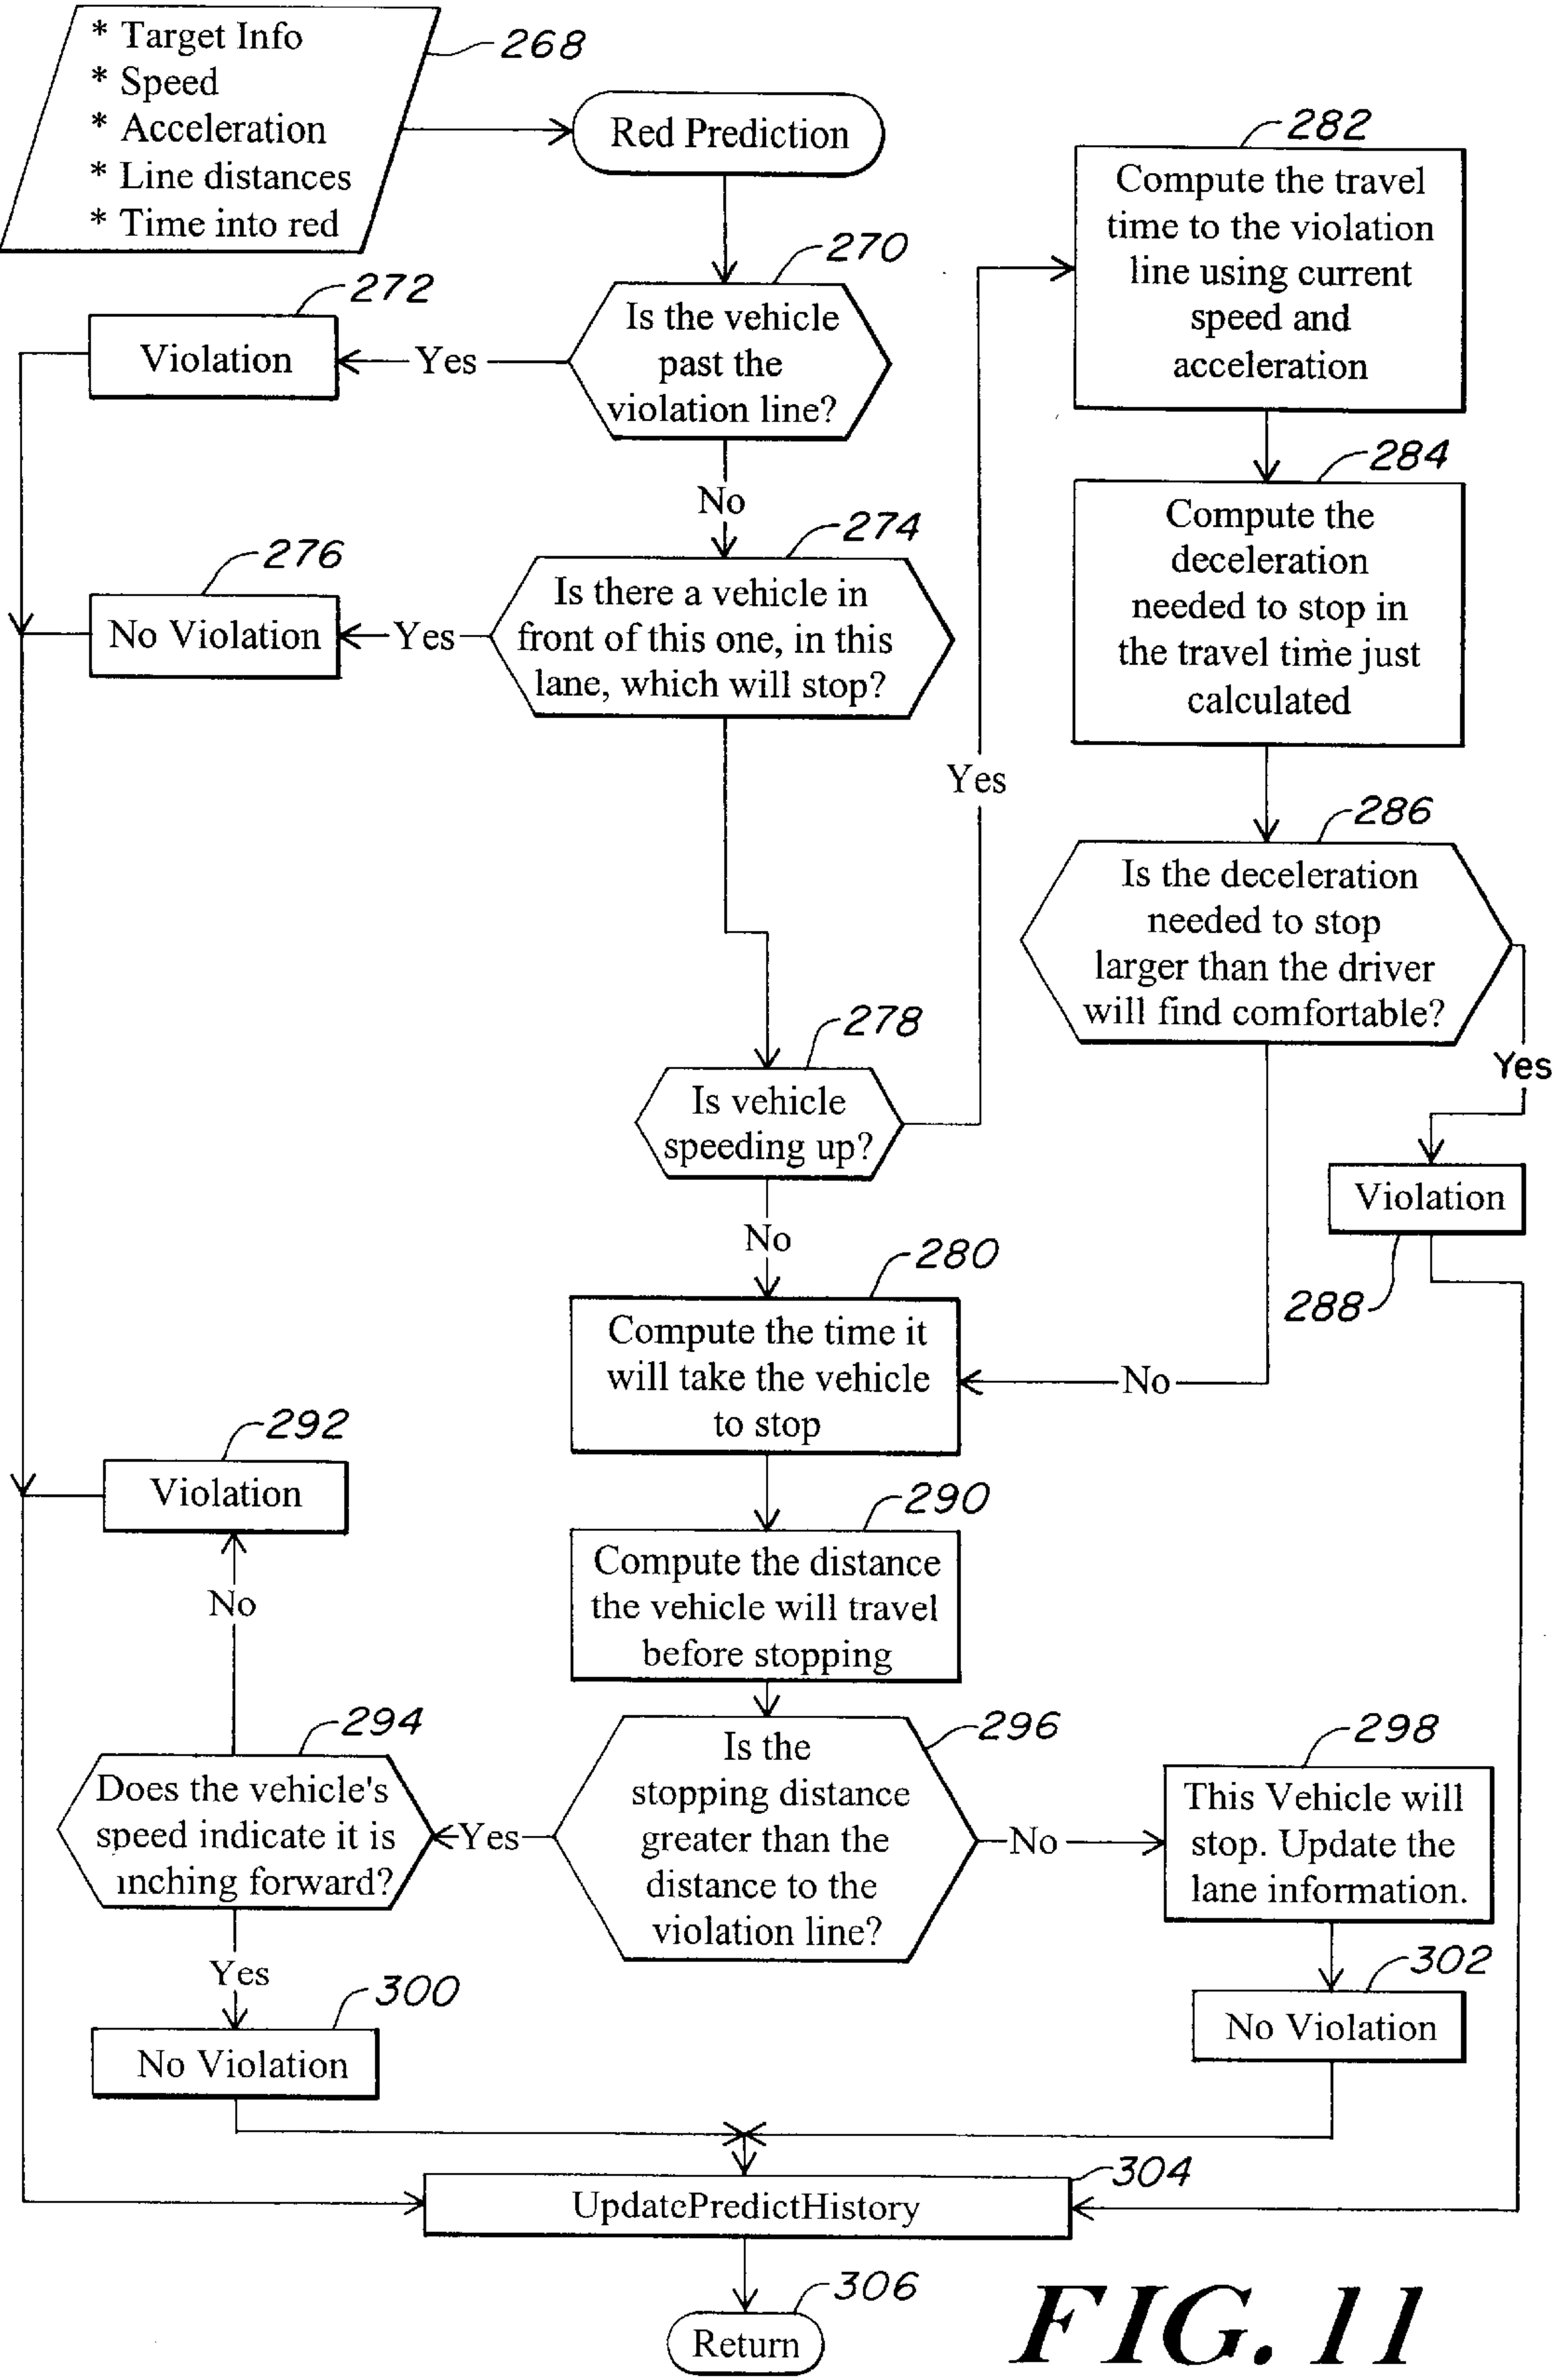 * Target Info
* Speed
* Acceleration
* Line distances
* Time into red
268
Red Prediction
270
Is the vehicle
past the
violation line?
Yes
272
Violation
No
274
Is there a vehicle in
front of this one, in this
lane, which will stop?
Yes
276
No Violation
278
Is vehicle
speeding up?
Yes
282
Compute the travel
time to the violation
line using current
speed and
acceleration
284
Compute the
deceleration
needed to stop in
the travel time just
calculated
286
Is the deceleration
needed to stop
larger than the driver
will find comfortable?
Yes
Violation
288
No
No
280
Compute the time it
will take the vehicle
to stop
290
Compute the distance
the vehicle will travel
before stopping
296
Is the
stopping distance
greater than the
distance to the
violation line?
Yes
294
Does the vehicle's
speed indicate it is
inching forward?
No
292
Violation
Yes
300
No Violation
No
298
This Vehicle will
stop. Update the
lane information.
302
No Violation
304
UpdatePredictHistory
306
Return
FIG. 11